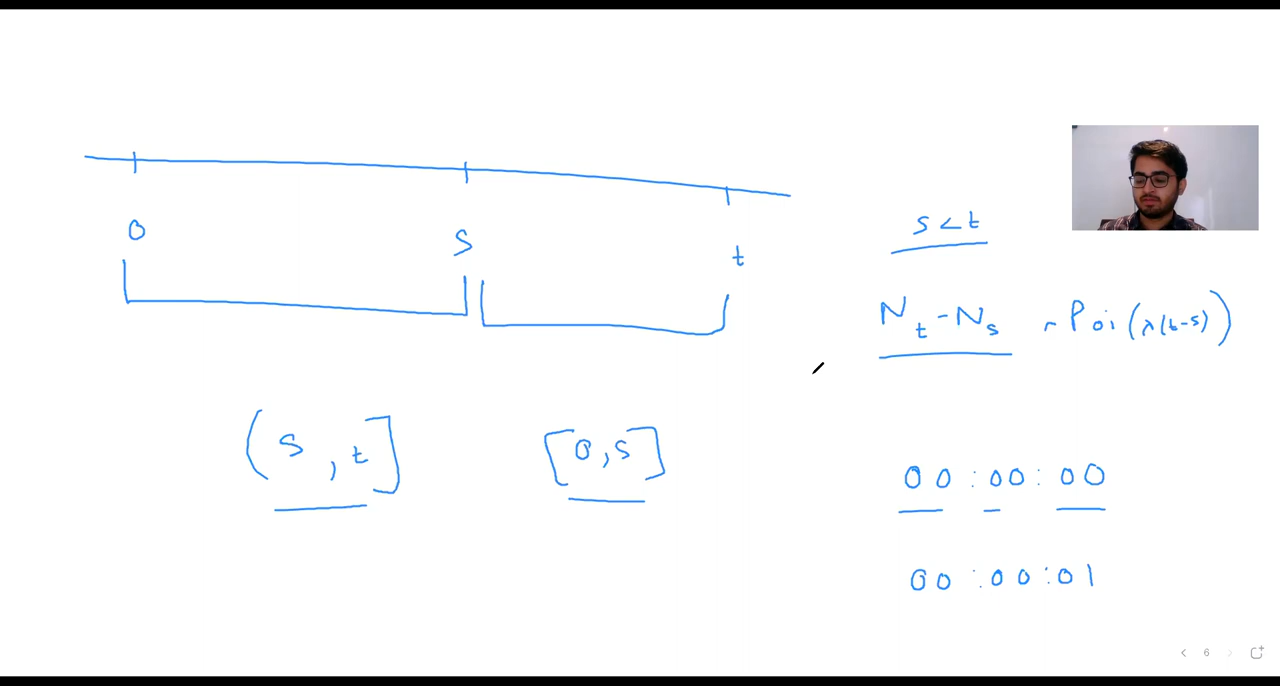 0 s t
s < t
N_t - N_s ~ Poi(λ(t-s))
(s, t] [0, s]
00:00:00
00:00:01
6